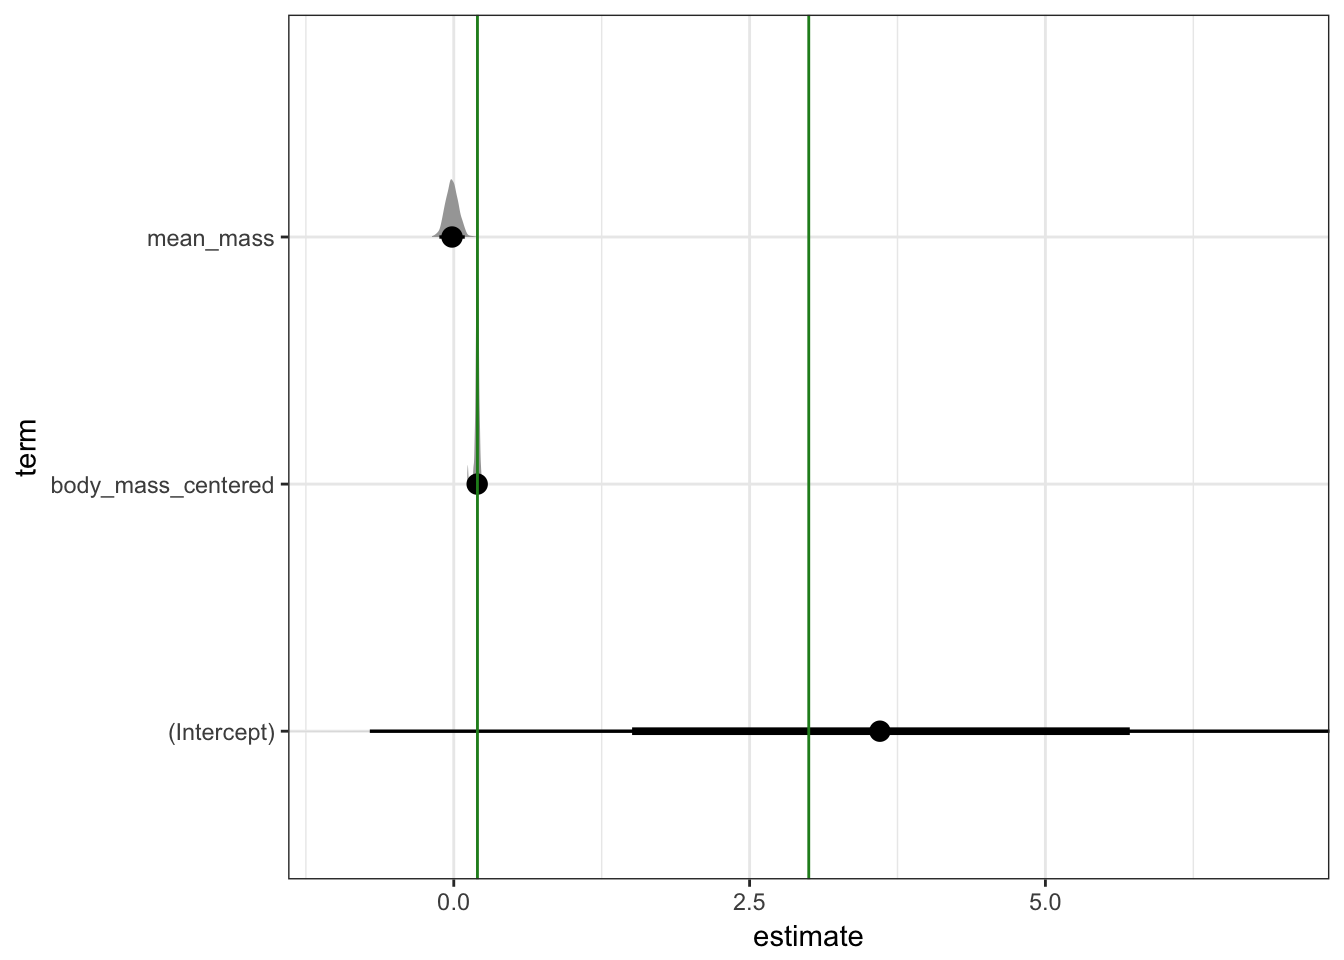 mean_mass
body_mass_centered
(Intercept)
term
0.0
2.5
5.0
estimate